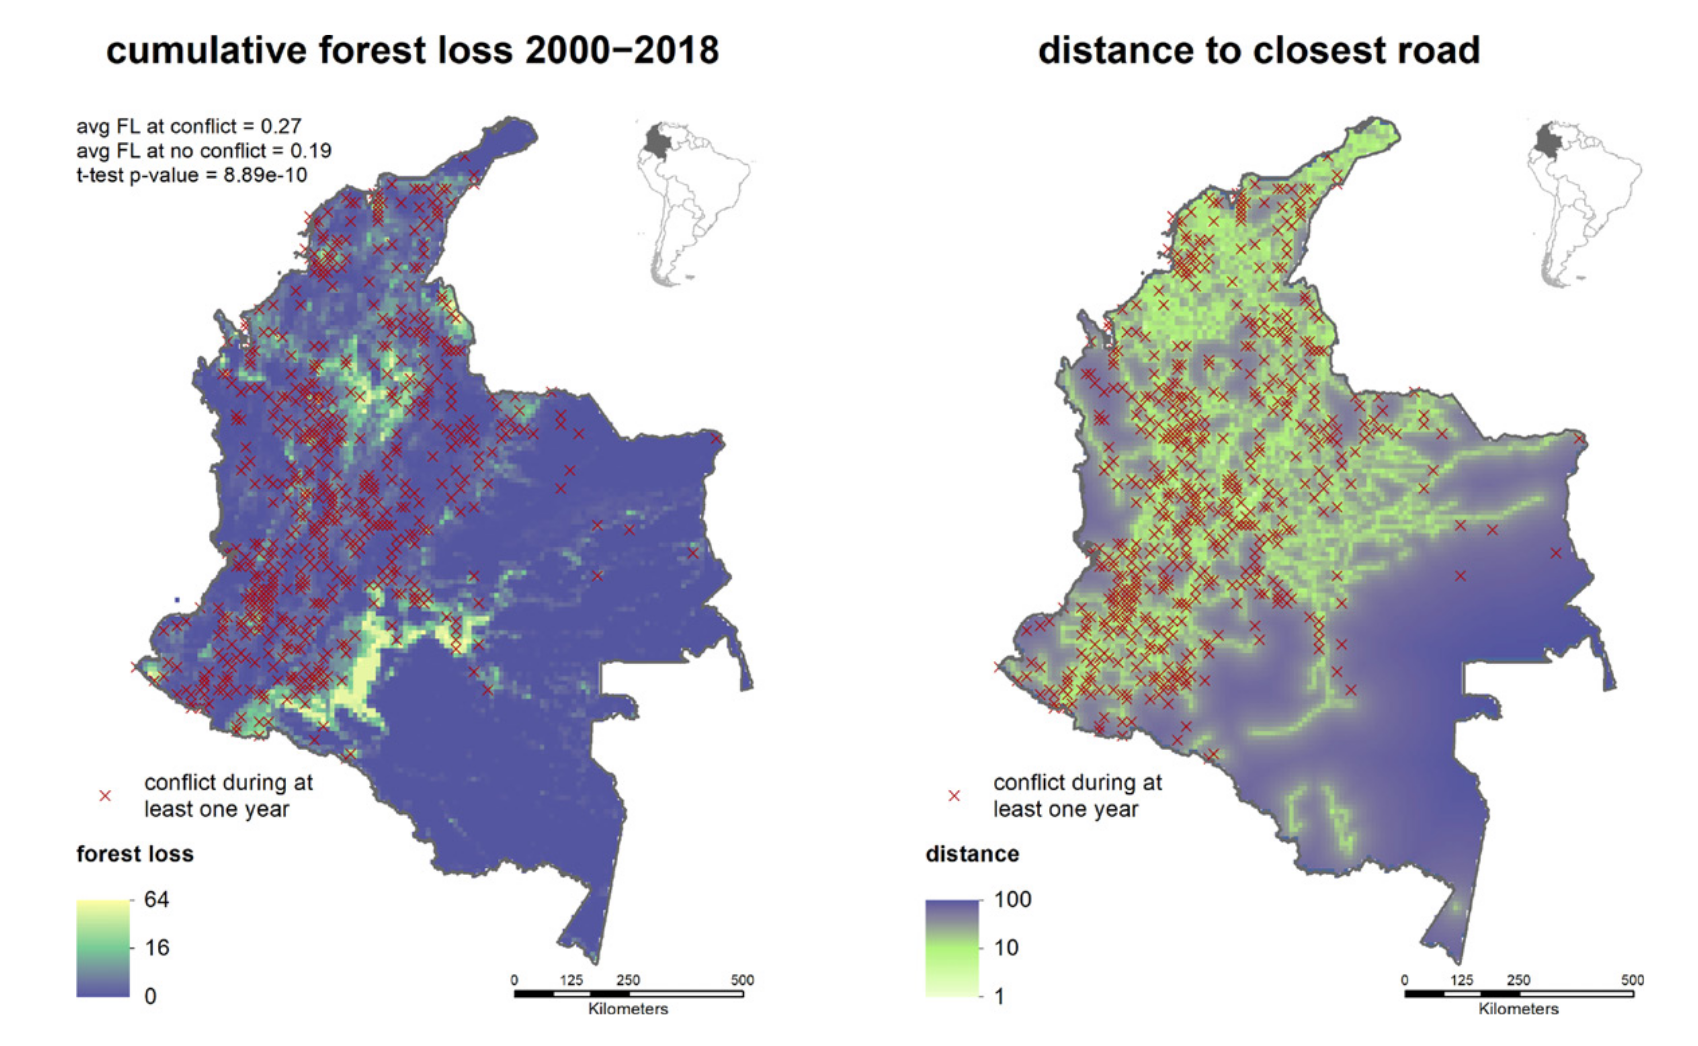 cumulative forest loss 2000−2018
avg FL at conflict = 0.27
avg FL at no conflict = 0.19
t-test p-value = 8.89e-10
conflict during at
least one year
forest loss
64
16
0
0 125 250 500
Kilometers
distance to closest road
conflict during at
least one year
distance
100
10
1
0 125 250 500
Kilometers